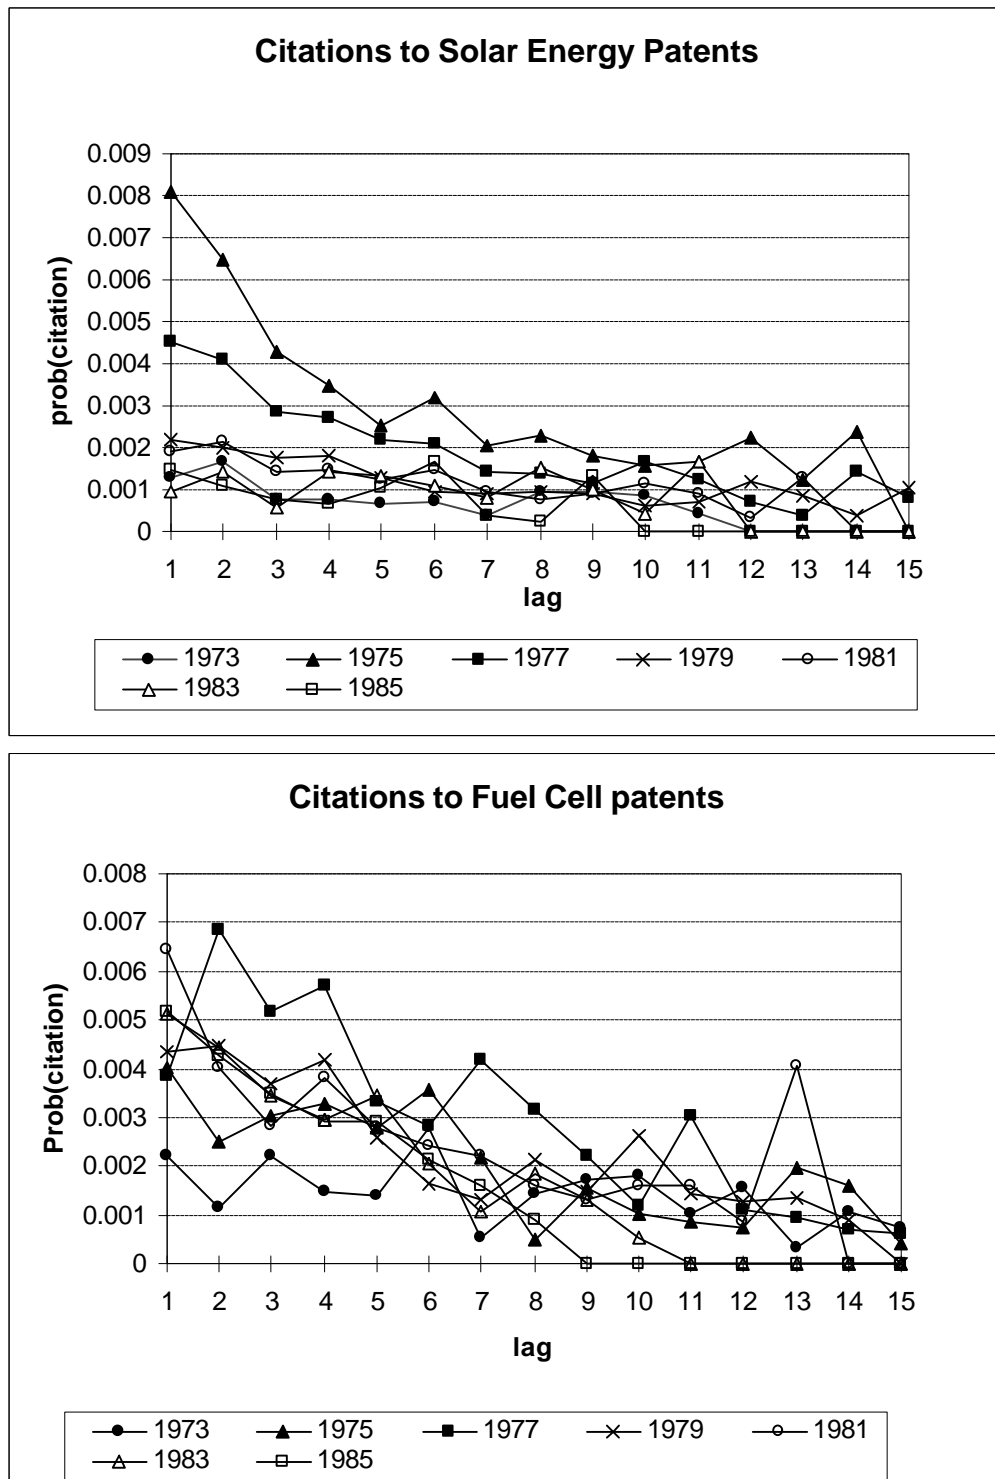 Citations to Solar Energy Patents
0.009
0.008
0.007
0.006
0.005
0.004
0.003
0.002
0.001
0
prob(citation)
1 2 3 4 5 6 7 8 9 10 11 12 13 14 15
lag
1973 1975 1977 1979 1981
1983 1985
Citations to Fuel Cell patents
0.008
0.007
0.006
0.005
0.004
0.003
0.002
0.001
0
Prob(citation)
1 2 3 4 5 6 7 8 9 10 11 12 13 14 15
lag
1973 1975 1977 1979 1981
1983 1985